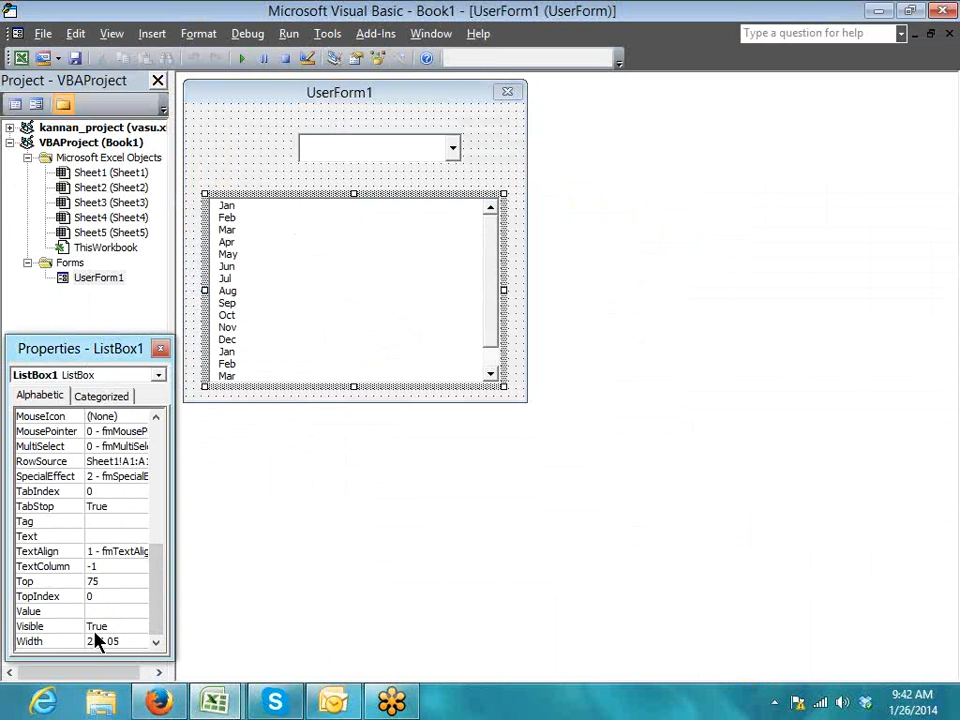 Microsoft Visual Basic - Book1 - [UserForm1 (UserForm)]
File Edit View Insert Format Debug Run Tools Add-Ins Window Help
Type a question for help
Project - VBAProject
kannan_project (vasu.x
VBAProject (Book1)
Microsoft Excel Objects
Sheet1 (Sheet1)
Sheet2 (Sheet2)
Sheet3 (Sheet3)
Sheet4 (Sheet4)
Sheet5 (Sheet5)
ThisWorkbook
Forms
UserForm1
UserForm1
Jan
Feb
Mar
Apr
May
Jun
Jul
Aug
Sep
Oct
Nov
Dec
Jan
Feb
Mar
Properties - ListBox1
ListBox1 ListBox
Alphabetic Categorized
MouseIcon (None)
MousePointer 0 - fmMouseP
MultiSelect 0 - fmMultiSel
RowSource Sheet1!A1:A1
SpecialEffect 2 - fmSpecialE
TabIndex 0
TabStop True
Tag
Text
TextAlign 1 - fmTextAlig
TextColumn -1
Top 75
TopIndex 0
Value
Visible True
Width
9:42 AM
1/26/2014